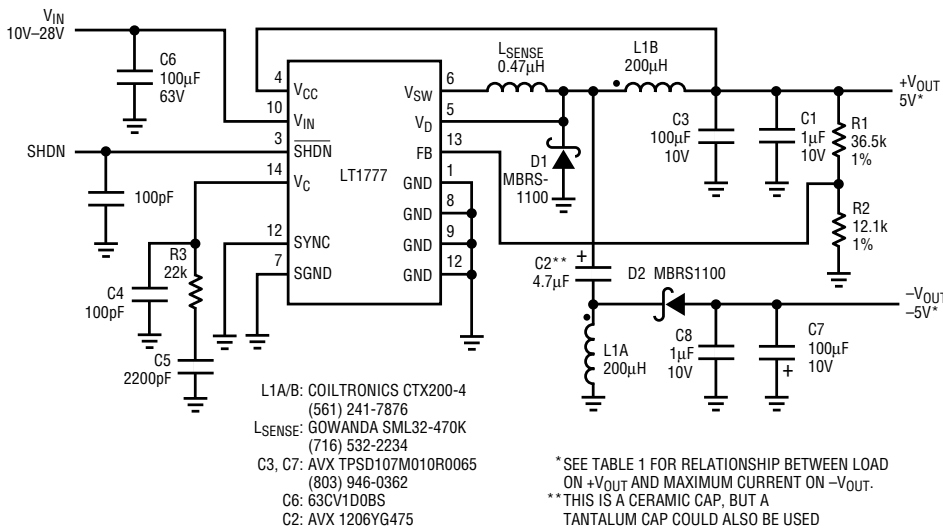 VIN
10V–28V
C6
100µF
63V
4
VCC
10
VIN
SHDN
3
SHDN
14
VC
100pF
LT1777
12
SYNC
7
SGND
R3
22k
C4
100pF
C5
2200pF
6
VSW
5
VD
13
FB
1
GND
8
GND
9
GND
12
GND
LSENSE
0.47µH
L1B
200µH
D1
MBRS-
1100
C3
100µF
10V
C1
1µF
10V
+VOUT
5V*
R1
36.5k
1%
R2
12.1k
1%
+
C2**
4.7µF
D2 MBRS1100
–VOUT
–5V*
L1A
200µH
C8
1µF
10V
C7
100µF
10V
+
L1A/B: COILTRONICS CTX200-4
(561) 241-7876
LSENSE: GOWANDA SML32-470K
(716) 532-2234
C3, C7: AVX TPSD107M010R0065
(803) 946-0362
C6: 63CV1D0BS
C2: AVX 1206YG475
*SEE TABLE 1 FOR RELATIONSHIP BETWEEN LOAD
ON +VOUT AND MAXIMUM CURRENT ON –VOUT.
**THIS IS A CERAMIC CAP, BUT A
TANTALUM CAP COULD ALSO BE USED